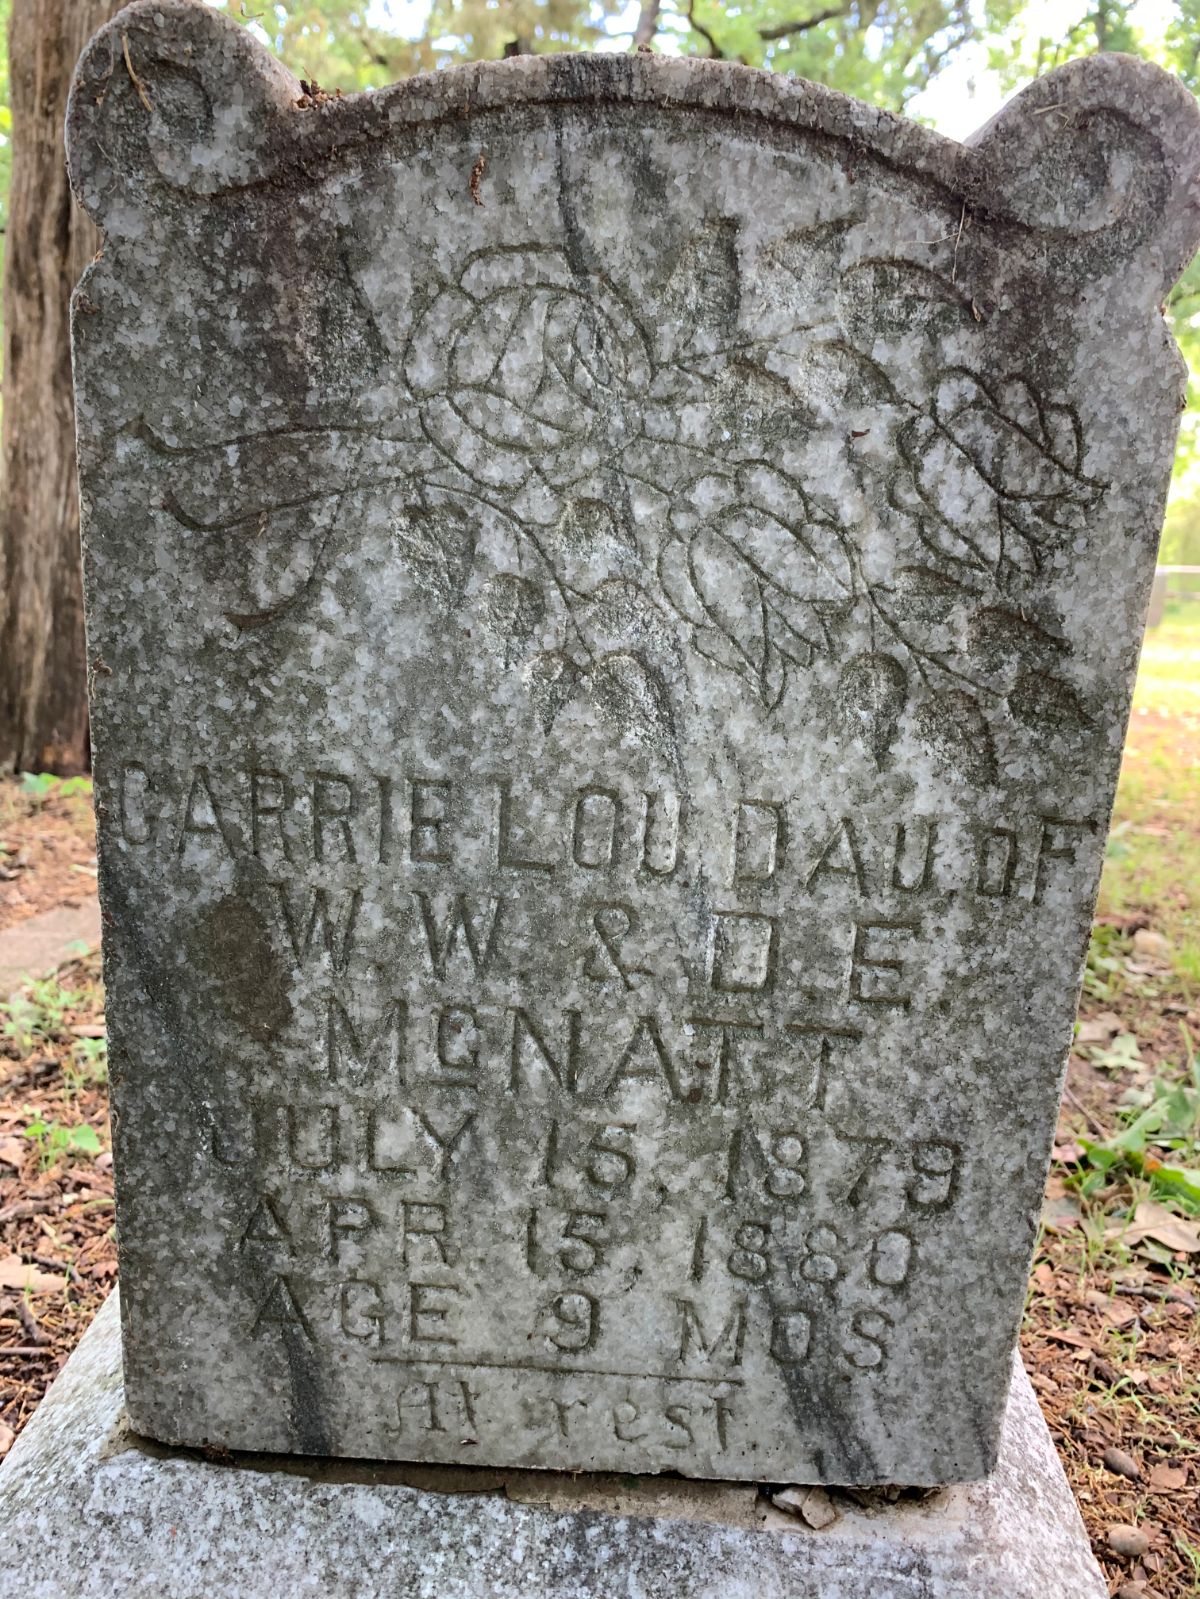 CARRIE LOU DAU. OF
W. W. & D. E.
McNATT
JULY 15, 1879
APR. 15, 1880
AGE 9 MOS
At rest